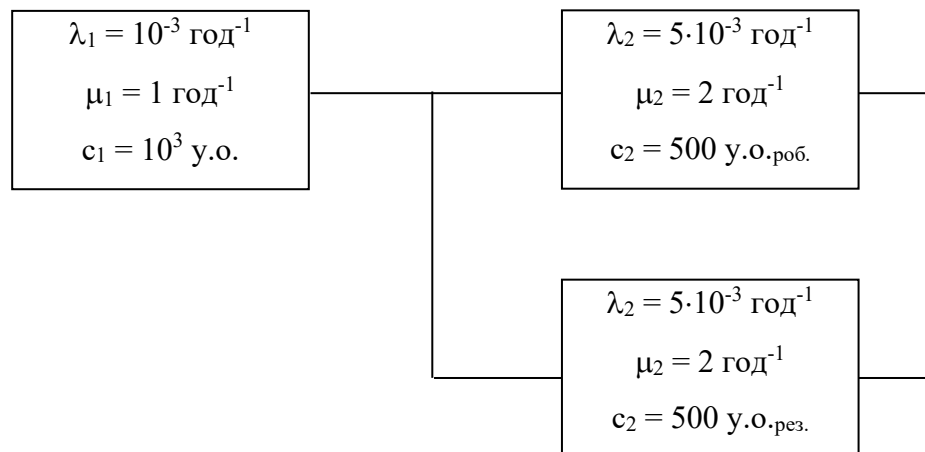 λ₁ = 10⁻³ год⁻¹
μ₁ = 1 год⁻¹
c₁ = 10³ у.о.
λ₂ = 5·10⁻³ год⁻¹
μ₂ = 2 год⁻¹
c₂ = 500 у.о.роб.
λ₂ = 5·10⁻³ год⁻¹
μ₂ = 2 год⁻¹
c₂ = 500 у.о.рез.